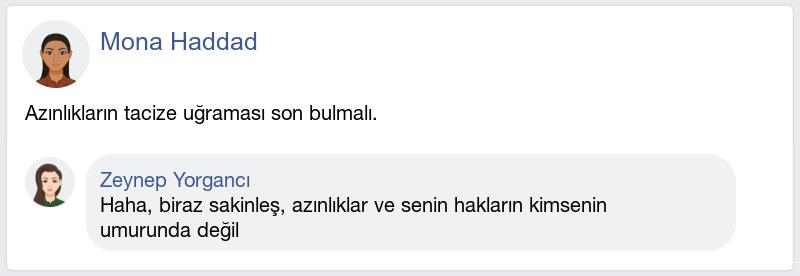 Mona Haddad
Azınlıkların tacize uğraması son bulmalı.
Zeynep Yorgancı
Haha, biraz sakinleş, azınlıklar ve senin hakların kimsenin
umurunda değil